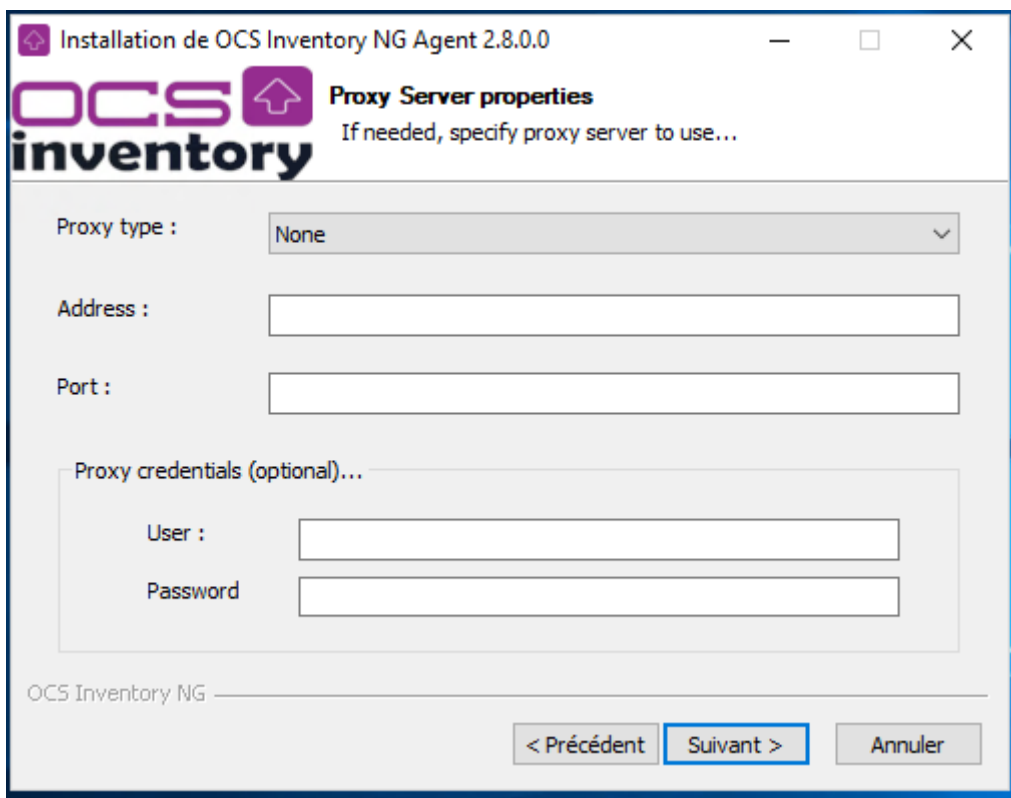 Installation de OCS Inventory NG Agent 2.8.0.0
OCS
inventory
Proxy Server properties
If needed, specify proxy server to use...
Proxy type :
None
Address :
Port :
Proxy credentials (optional)...
User :
Password
OCS Inventory NG
< Précédent
Suivant >
Annuler